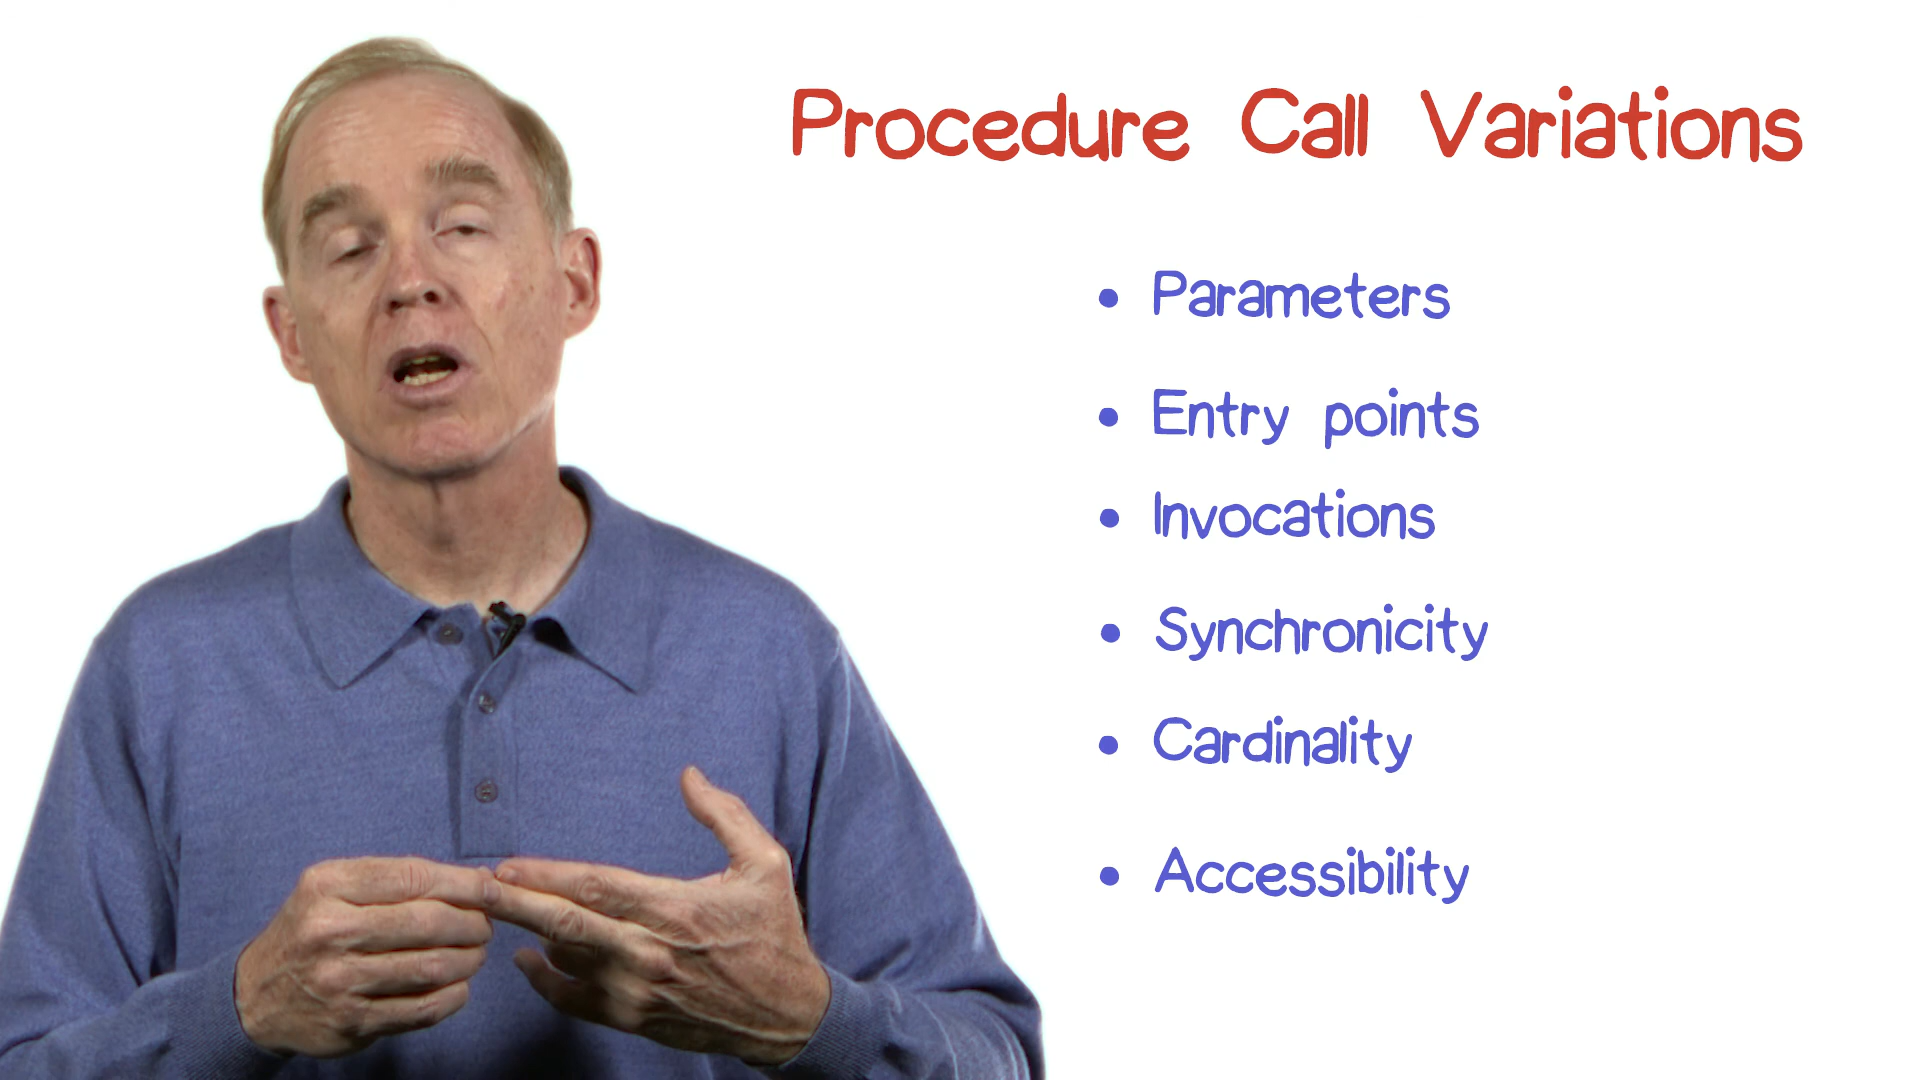 Procedure Call Variations
• Parameters
• Entry points
• Invocations
• Synchronicity
• Cardinality
• Accessibility